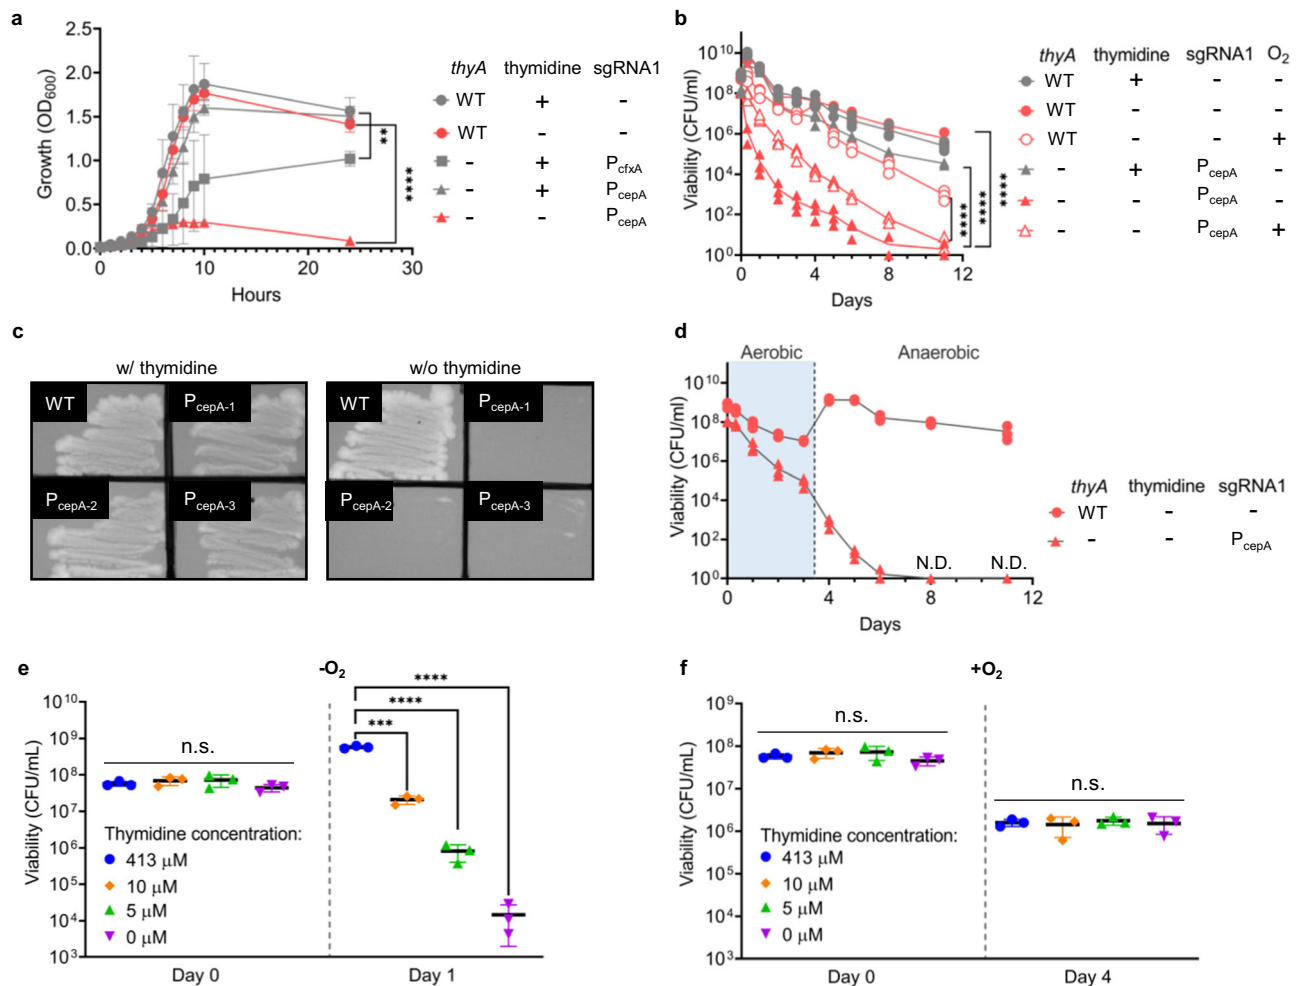 a
2.5
2.0
1.5
1.0
0.5
0.0
Growth (OD600)
0 10 20 30
Hours
**
****
thyA thymidine sgRNA1
WT + -
WT - -
- + PcfxA
- + PcepA
- - PcepA
b
10^10
10^8
10^6
10^4
10^2
10^0
Viability (CFU/ml)
0 4 8 12
Days
****
****
****
thyA thymidine sgRNA1 O2
WT + - -
WT - - -
WT - - +
- + PcepA -
- - PcepA -
- - PcepA +
c
w/ thymidine
w/o thymidine
WT PcepA-1
PcepA-2 PcepA-3
WT PcepA-1
PcepA-2 PcepA-3
d
Aerobic Anaerobic
10^10
10^8
10^6
10^4
10^2
10^0
Viability (CFU/ml)
N.D. N.D.
0 4 8 12
Days
thyA thymidine sgRNA1
WT - -
- - PcepA
e
-O2
10^10
10^9
10^8
10^7
10^6
10^5
10^4
10^3
Viability (CFU/mL)
n.s.
****
****
***
Thymidine concentration:
413 μM
10 μM
5 μM
0 μM
Day 0 Day 1
f
+O2
10^9
10^8
10^7
10^6
10^5
10^4
10^3
Viability (CFU/mL)
n.s.
n.s.
Thymidine concentration:
413 μM
10 μM
5 μM
0 μM
Day 0 Day 4